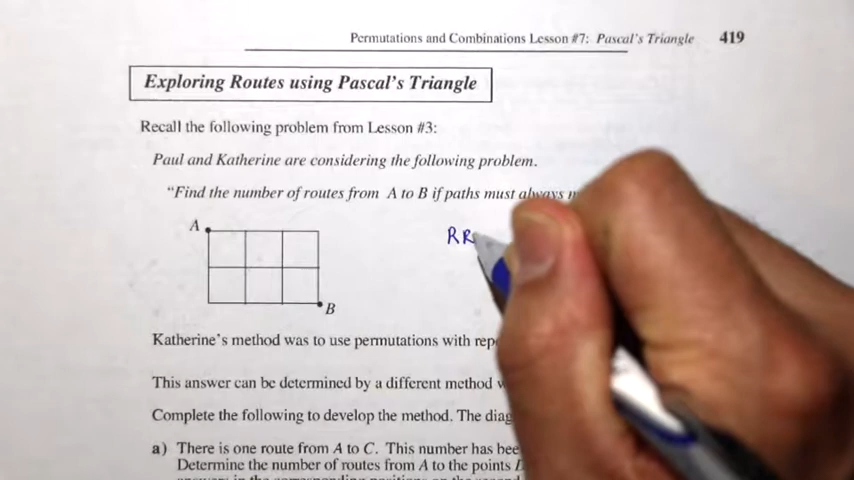 Permutations and Combinations Lesson #7: Pascal's Triangle 419
Exploring Routes using Pascal's Triangle
Recall the following problem from Lesson #3:
Paul and Katherine are considering the following problem.
"Find the number of routes from A to B if paths must always
A
RR
B
Katherine's method was to use permutations with
This answer can be determined by a different method
Complete the following to develop the method. The
a) There is one route from A to C. This number has
Determine the number of routes from A to the points